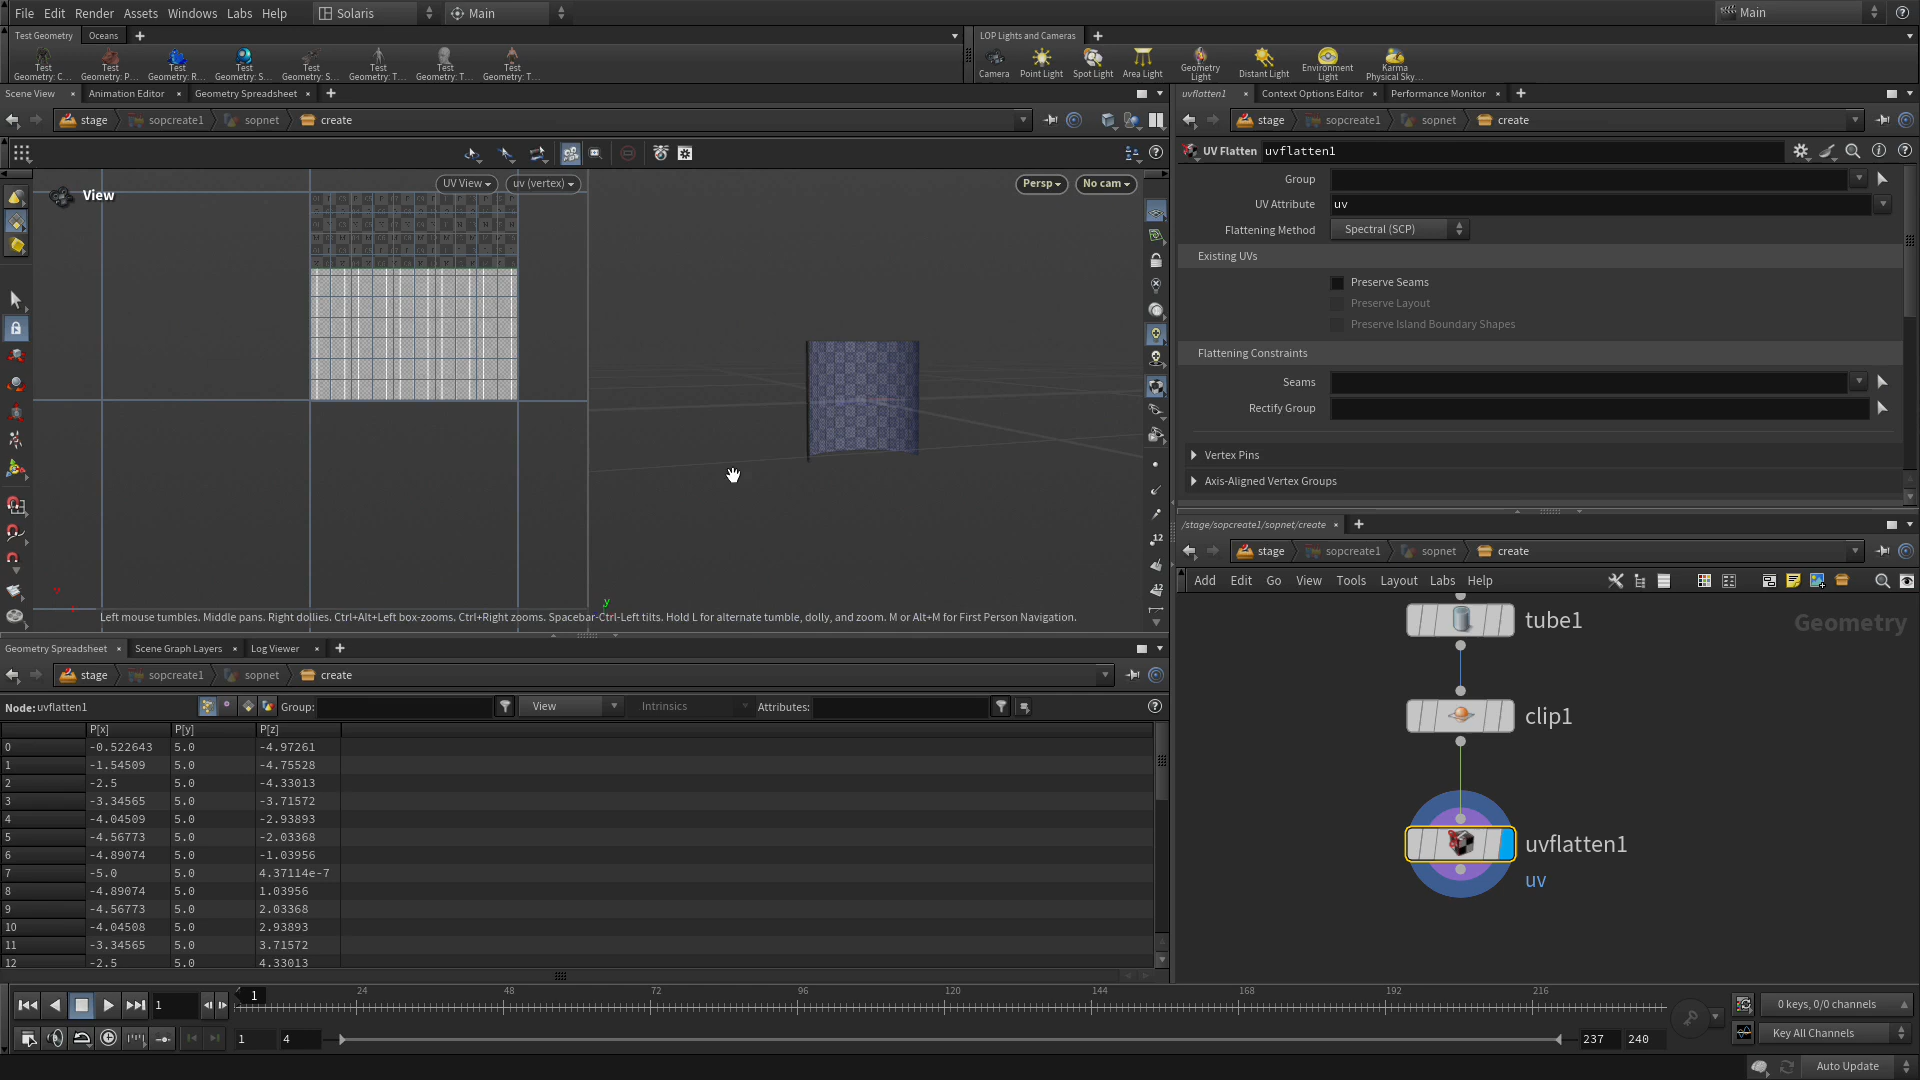 File Edit Render Assets Windows Labs Help Solaris Main Main
Test Geometry Oceans LOP Lights and Cameras
Test Geometry: C... Test Geometry: P... Test Geometry: R... Test Geometry: S... Test Geometry: S... Test Geometry: T... Test Geometry: T... Test Geometry: T...
Camera Point Light Spot Light Area Light Geometry Light Distant Light Environment Light Karma Physical Sky...
Scene View Animation Editor Geometry Spreadsheet
stage sopcreate1 sopnet create
View UV View uv (vertex) Persp No cam
12
Left mouse tumbles. Middle pans. Right dollies. Ctrl+Alt+Left box-zooms. Ctrl+Right zooms. Spacebar-Ctrl-Left tilts. Hold L for alternate tumble, dolly, and zoom. M or Alt+M for First Person Navigation.
y
uvflatten1 Context Options Editor Performance Monitor
stage sopcreate1 sopnet create
UV Flatten uvflatten1
Group
UV Attribute uv
Flattening Method Spectral (SCP)
Existing UVs
Preserve Seams
Preserve Layout
Preserve Island Boundary Shapes
Flattening Constraints
Seams
Rectify Group
Vertex Pins
Axis-Aligned Vertex Groups
/stage/sopcreate1/sopnet/create
stage sopcreate1 sopnet create
Add Edit Go View Tools Layout Labs Help
Geometry
tube1
clip1
uvflatten1
uv
Geometry Spreadsheet Scene Graph Layers Log Viewer
stage sopcreate1 sopnet create
Node: uvflatten1 Group: View Intrinsics Attributes:
P[x] P[y] P[z]
0 -0.522643 5.0 -4.97261
1 -1.54509 5.0 -4.75528
2 -2.5 5.0 -4.33013
3 -3.34565 5.0 -3.71572
4 -4.04509 5.0 -2.93893
5 -4.56773 5.0 -2.03368
6 -4.89074 5.0 -1.03956
7 -5.0 5.0 4.37114e-7
8 -4.89074 5.0 1.03956
9 -4.56773 5.0 2.03368
10 -4.04508 5.0 2.93893
11 -3.34565 5.0 3.71572
12 -2.5 5.0 4.33013
1 1 24 48 72 96 120 144 168 192 216 0 keys, 0/0 channels
1 4 237 240 Key All Channels
Auto Update